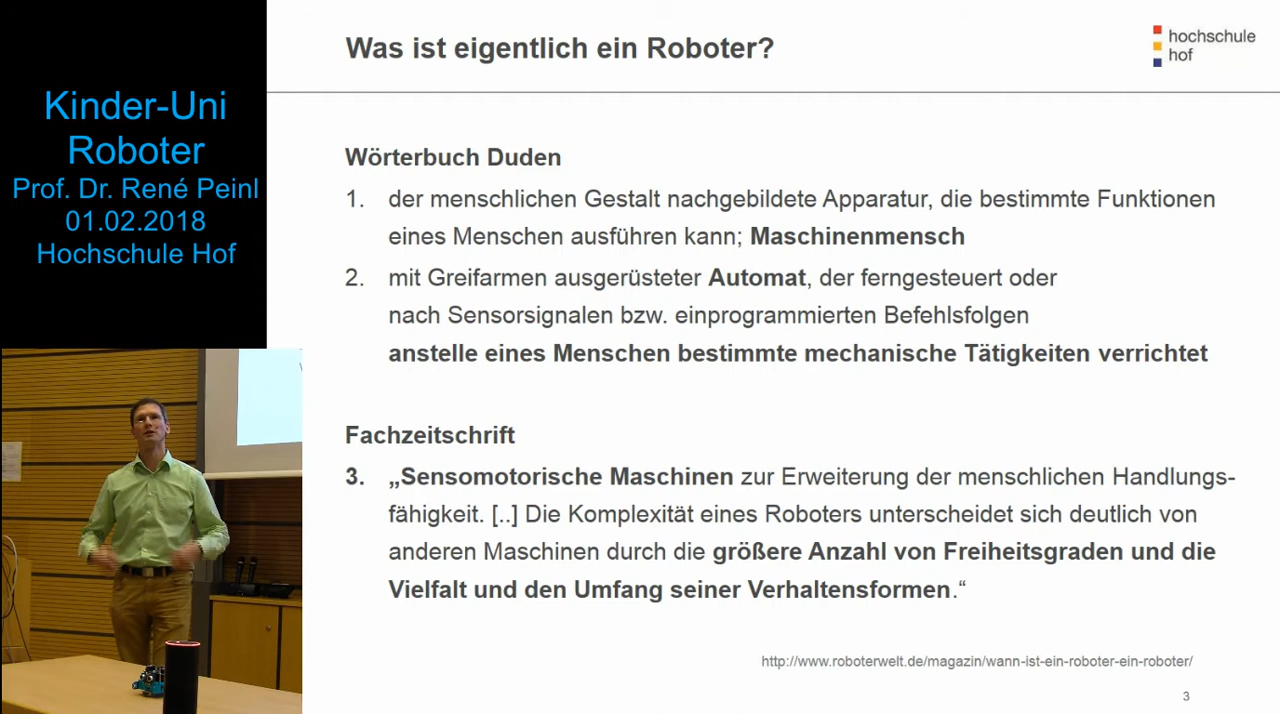 Kinder-Uni
Roboter
Prof. Dr. René Peinl
01.02.2018
Hochschule Hof
Was ist eigentlich ein Roboter?
hochschule
hof
Wörterbuch Duden
1. der menschlichen Gestalt nachgebildete Apparatur, die bestimmte Funktionen
eines Menschen ausführen kann; Maschinenmensch
2. mit Greifarmen ausgerüsteter Automat, der ferngesteuert oder
nach Sensorsignalen bzw. einprogrammierten Befehlsfolgen
anstelle eines Menschen bestimmte mechanische Tätigkeiten verrichtet
Fachzeitschrift
3. „Sensomotorische Maschinen zur Erweiterung der menschlichen Handlungs-
fähigkeit. [..] Die Komplexität eines Roboters unterscheidet sich deutlich von
anderen Maschinen durch die größere Anzahl von Freiheitsgraden und die
Vielfalt und den Umfang seiner Verhaltensformen.“
http://www.roboterwelt.de/magazin/wann-ist-ein-roboter-ein-roboter/
3